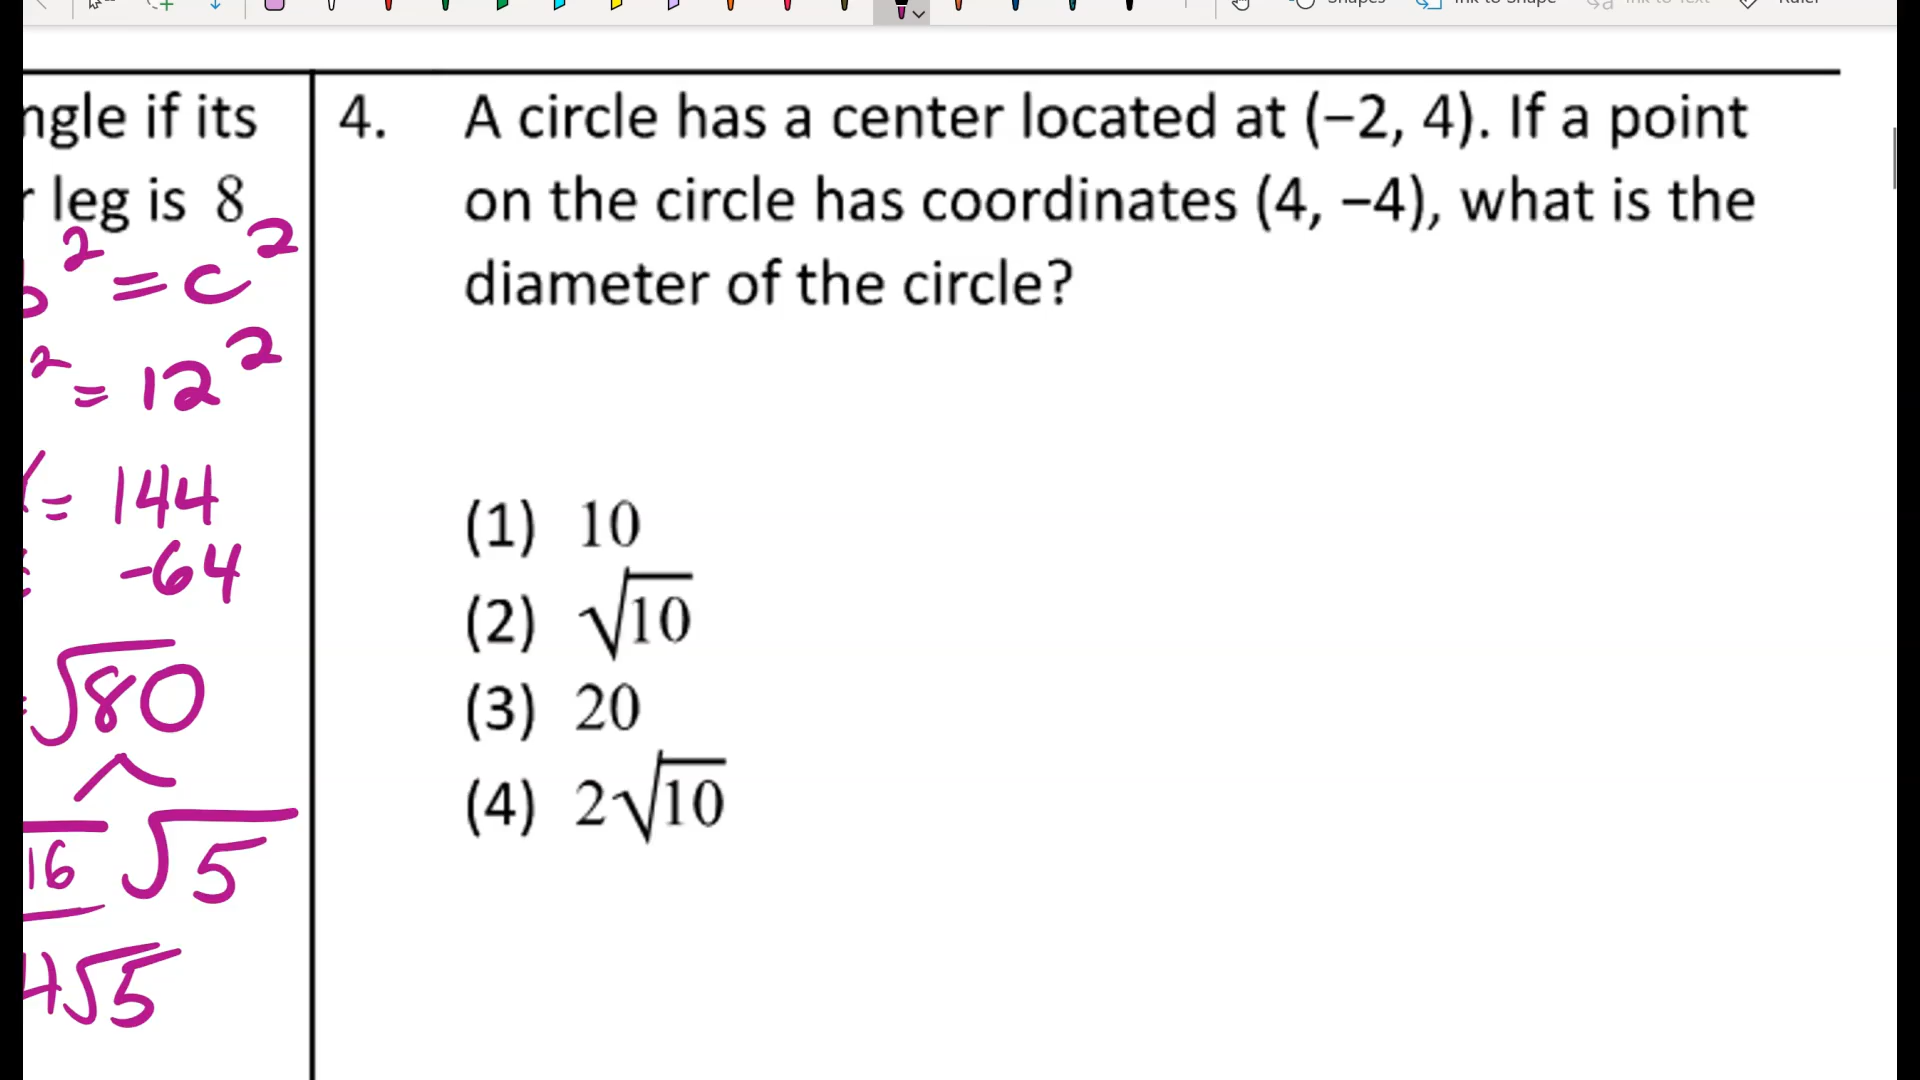 ngle if its
leg is 8
² = c²
² = 12²
= 144
-64
√80
16 √5
4√5
4. A circle has a center located at (−2, 4). If a point
on the circle has coordinates (4, −4), what is the
diameter of the circle?
(1) 10
(2) √10
(3) 20
(4) 2√10